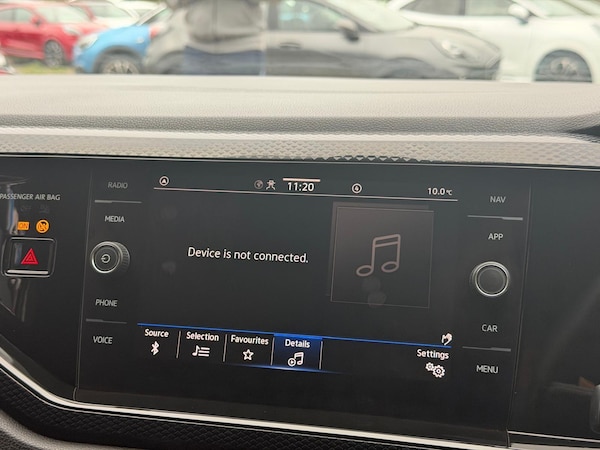 PASSENGER AIR BAG
ON
RADIO
MEDIA
PHONE
VOICE
11:20
10.0°C
Device is not connected.
Source
Selection
Favourites
Details
Settings
NAV
APP
CAR
MENU